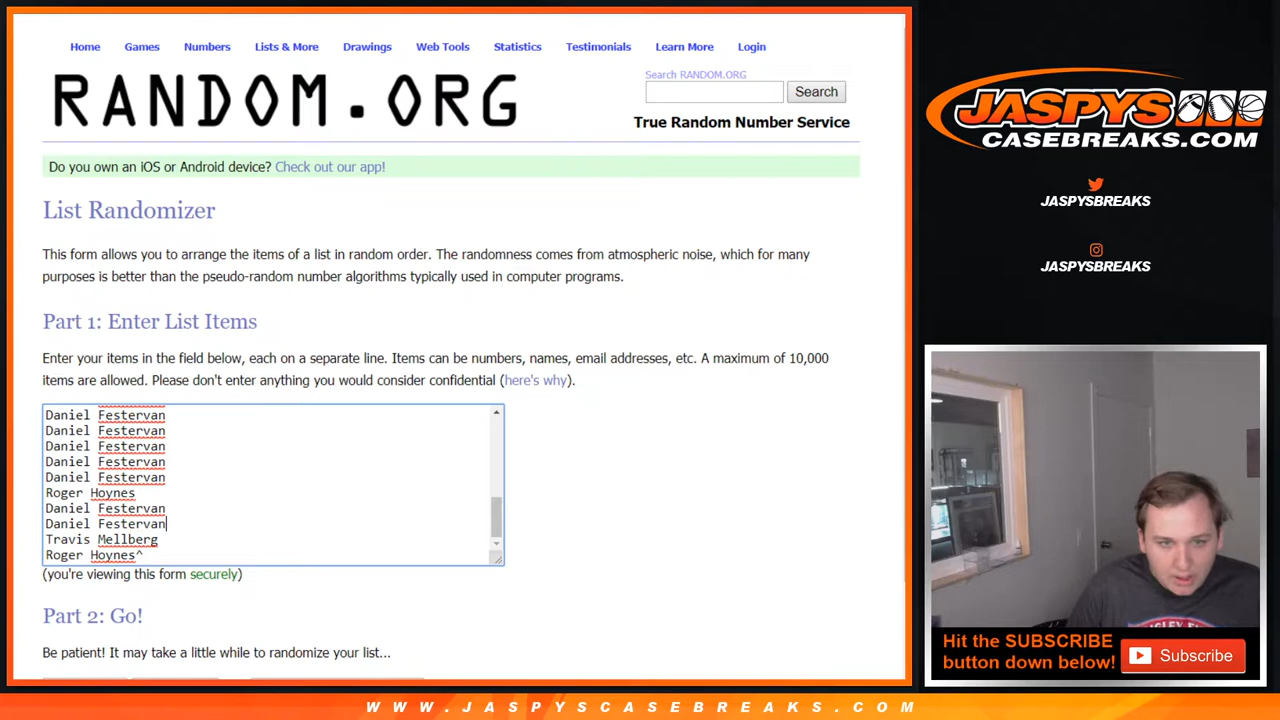 Home Games Numbers Lists & More Drawings Web Tools Statistics Testimonials Learn More Login
RANDOM.ORG
Search RANDOM.ORG
Search
True Random Number Service
Do you own an iOS or Android device? Check out our app!
List Randomizer
This form allows you to arrange the items of a list in random order. The randomness comes from atmospheric noise, which for many
purposes is better than the pseudo-random number algorithms typically used in computer programs.
Part 1: Enter List Items
Enter your items in the field below, each on a separate line. Items can be numbers, names, email addresses, etc. A maximum of 10,000
items are allowed. Please don't enter anything you would consider confidential (here's why).
Daniel Festervan
Daniel Festervan
Daniel Festervan
Daniel Festervan
Daniel Festervan
Roger Hoynes
Daniel Festervan
Daniel Festervan
Travis Mellberg
Roger Hoynes^
(you're viewing this form securely)
Part 2: Go!
Be patient! It may take a little while to randomize your list...
JASPYS
CASEBREAKS.COM
JASPYSBREAKS
JASPYSBREAKS
Hit the SUBSCRIBE
button down below!
Subscribe
WWW.JASPYSCASEBREAKS.COM